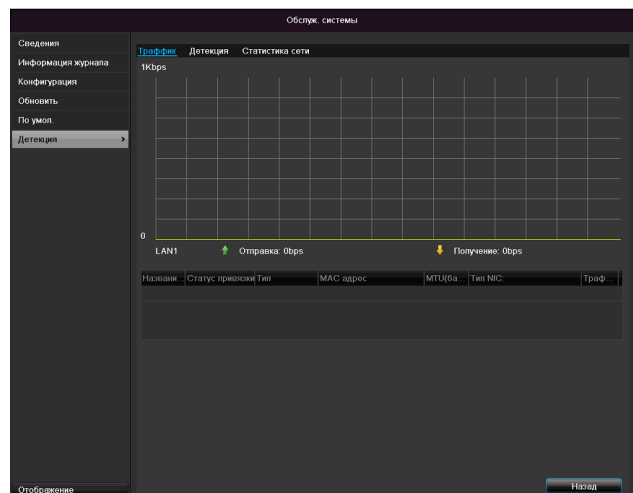 Обслуж. системы
Сведения
Информация журнала
Конфигурация
Обновить
По умол.
Детекция >
Отображение
Траффик Детекция Статистика сети
1Kbps
0
LAN1 Отправка: 0bps Получение: 0bps
Названи... Статус привязки Тип MAC адрес MTU(ба... Тип NIC: Траф...
Назад